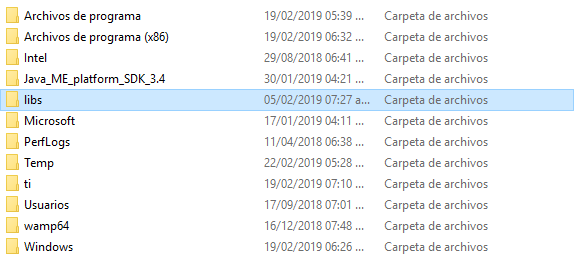 Archivos de programa 19/02/2019 05:39 ... Carpeta de archivos
Archivos de programa (x86) 19/02/2019 06:32 ... Carpeta de archivos
Intel 29/08/2018 06:41 ... Carpeta de archivos
Java_ME_platform_SDK_3.4 30/01/2019 04:21 ... Carpeta de archivos
libs 05/02/2019 07:27 a... Carpeta de archivos
Microsoft 17/01/2019 04:11 ... Carpeta de archivos
PerfLogs 11/04/2018 06:38 ... Carpeta de archivos
Temp 22/02/2019 05:28 ... Carpeta de archivos
ti 19/02/2019 07:10 ... Carpeta de archivos
Usuarios 17/09/2018 07:01 ... Carpeta de archivos
wamp64 16/12/2018 07:48 ... Carpeta de archivos
Windows 19/02/2019 06:26 ... Carpeta de archivos